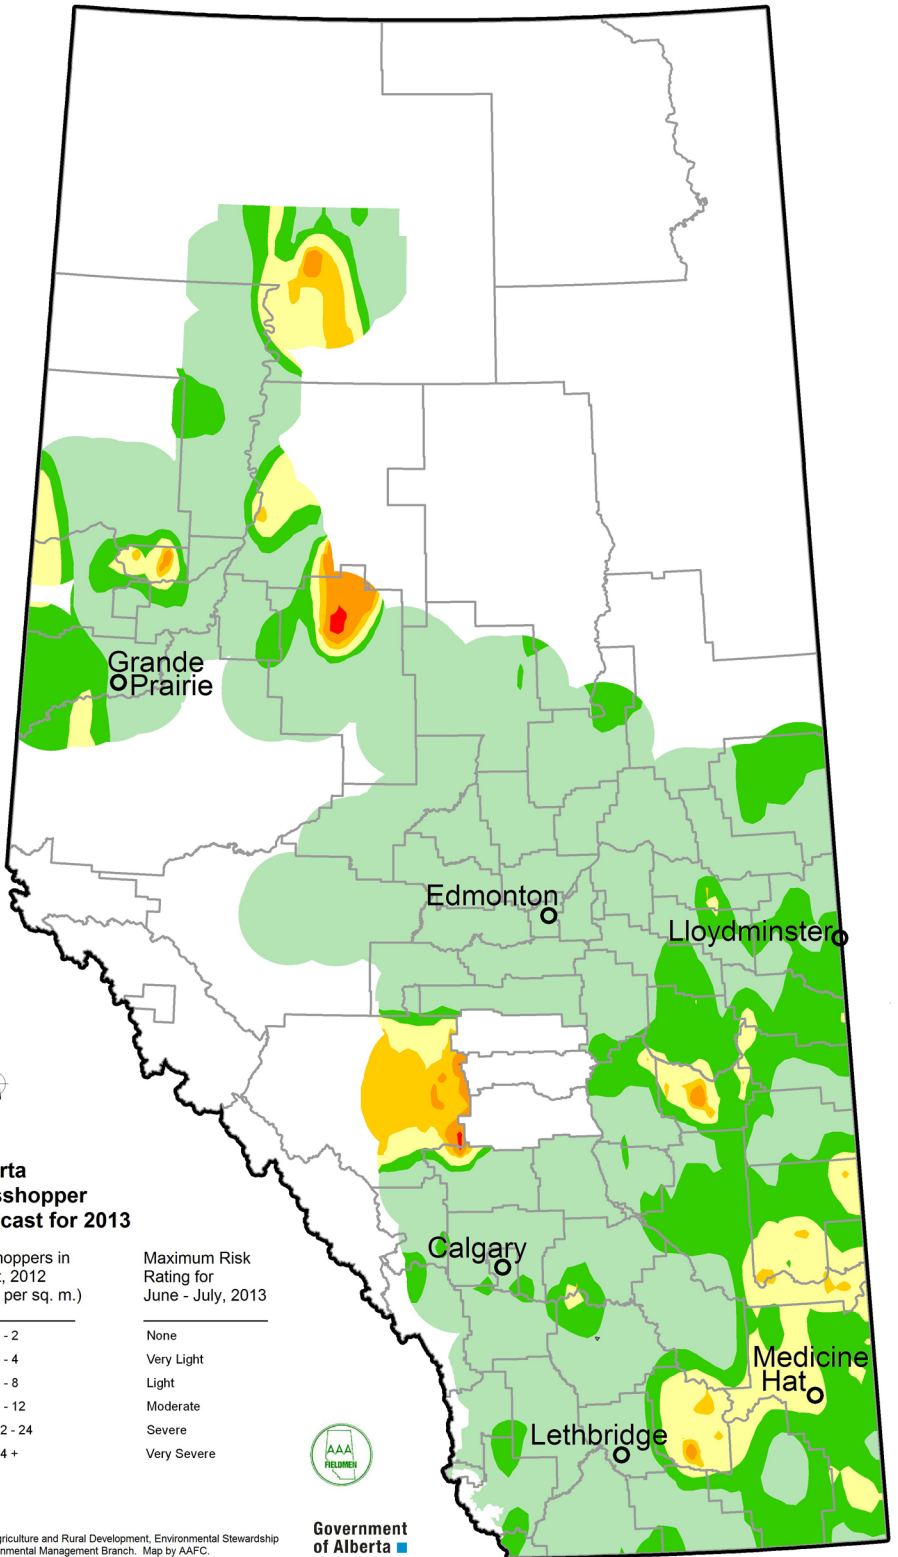 Grande
Prairie
Edmonton
Lloydminster
Calgary
Medicine
Hat
Lethbridge
rta
sshopper
cast for 2013
hoppers in
, 2012
per sq. m.)
Maximum Risk
Rating for
June - July, 2013
- 2 None
- 4 Very Light
- 8 Light
- 12 Moderate
2 - 24 Severe
4 + Very Severe
AAA
FIELDMEN
Government
of Alberta
griculture and Rural Development, Environmental Stewardship
nmental Management Branch. Map by AAFC.